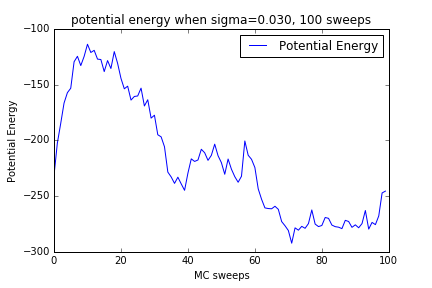 potential energy when sigma=0.030, 100 sweeps
−100
−150
−200
−250
−300
Potential Energy
Potential Energy
0
20
40
60
80
100
MC sweeps